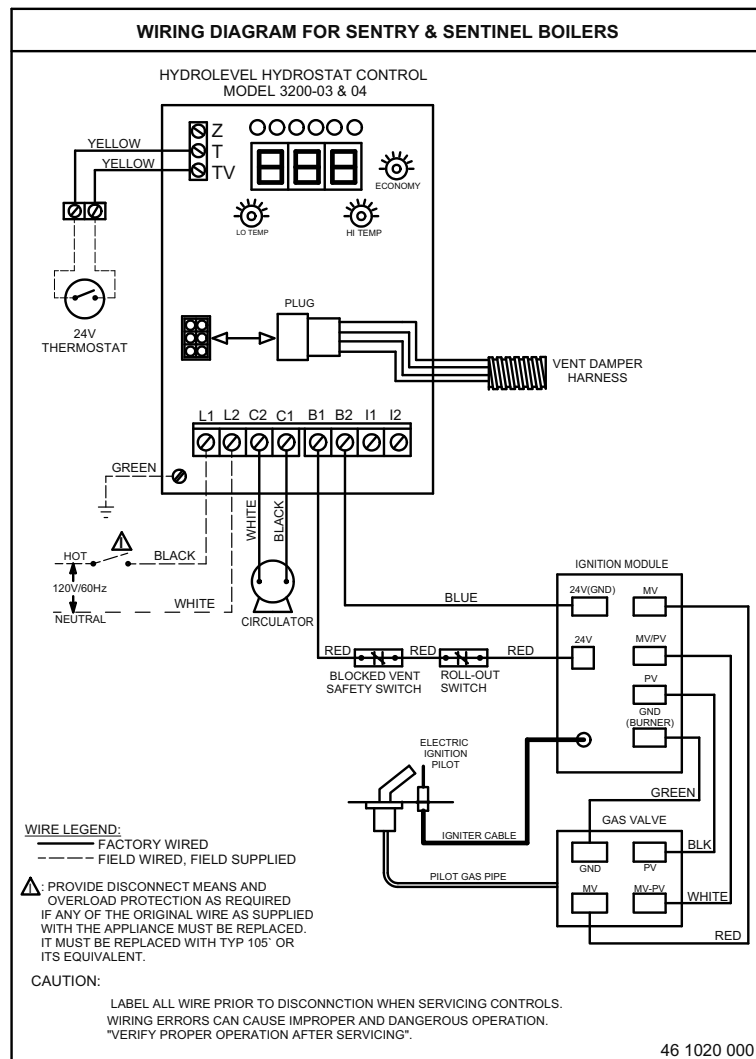 WIRING DIAGRAM FOR SENTRY & SENTINEL BOILERS
HYDROLEVEL HYDROSTAT CONTROL
MODEL 3200-03 & 04
Z
T
TV
YELLOW
YELLOW
888
ECONOMY
LO TEMP
HI TEMP
24V
THERMOSTAT
PLUG
VENT DAMPER
HARNESS
L1 L2 C2 C1 B1 B2 I1 I2
GREEN
WHITE
BLACK
HOT
BLACK
120V/60Hz
WHITE
NEUTRAL
CIRCULATOR
BLUE
RED
RED
RED
BLOCKED VENT
SAFETY SWITCH
ROLL-OUT
SWITCH
IGNITION MODULE
24V(GND)
MV
24V
MV/PV
PV
GND
(BURNER)
ELECTRIC
IGNITION
PILOT
IGNITER CABLE
PILOT GAS PIPE
GREEN
GAS VALVE
GND
PV
BLK
MV
MV-PV
WHITE
RED
WIRE LEGEND:
FACTORY WIRED
FIELD WIRED, FIELD SUPPLIED
⚠: PROVIDE DISCONNECT MEANS AND
OVERLOAD PROTECTION AS REQUIRED
IF ANY OF THE ORIGINAL WIRE AS SUPPLIED
WITH THE APPLIANCE MUST BE REPLACED.
IT MUST BE REPLACED WITH TYP 105` OR
ITS EQUIVALENT.
CAUTION:
LABEL ALL WIRE PRIOR TO DISCONNCTION WHEN SERVICING CONTROLS.
WIRING ERRORS CAN CAUSE IMPROPER AND DANGEROUS OPERATION.
"VERIFY PROPER OPERATION AFTER SERVICING".
46 1020 000